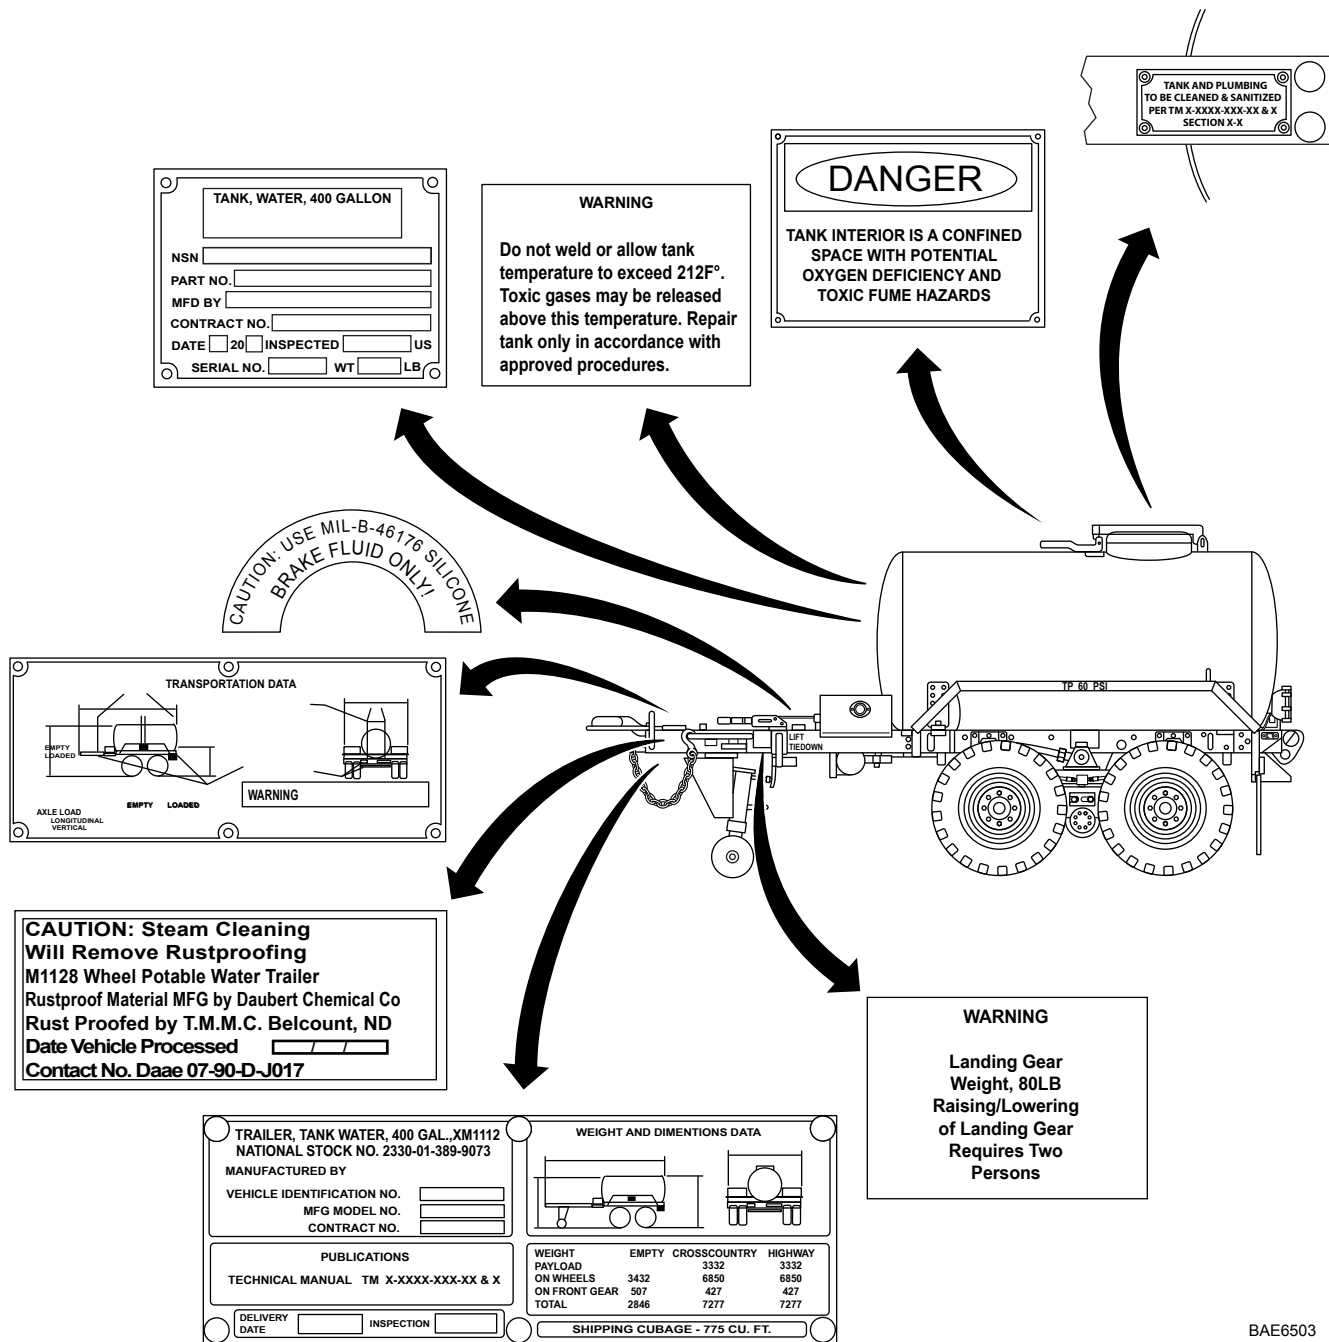 TANK AND PLUMBING
TO BE CLEANED & SANITIZED
PER TM X-XXXX-XXX-XX & X
SECTION X-X
DANGER
TANK INTERIOR IS A CONFINED
SPACE WITH POTENTIAL
OXYGEN DEFICIENCY AND
TOXIC FUME HAZARDS
WARNING
Do not weld or allow tank
temperature to exceed 212F°.
Toxic gases may be released
above this temperature. Repair
tank only in accordance with
approved procedures.
TANK, WATER, 400 GALLON
NSN
PART NO.
MFD BY
CONTRACT NO.
DATE 20 INSPECTED US
SERIAL NO. WT LB
CAUTION: USE MIL-B-46176 SILICONE
BRAKE FLUID ONLY!
TRANSPORTATION DATA
EMPTY
LOADED
WARNING
EMPTY LOADED
AXLE LOAD
LONGITUDINAL
VERTICAL
TP 60 PSI
LIFT
TIEDOWN
CAUTION: Steam Cleaning
Will Remove Rustproofing
M1128 Wheel Potable Water Trailer
Rustproof Material MFG by Daubert Chemical Co
Rust Proofed by T.M.M.C. Belcount, ND
Date Vehicle Processed
Contact No. Daae 07-90-D-J017
WARNING
Landing Gear
Weight, 80LB
Raising/Lowering
of Landing Gear
Requires Two
Persons
TRAILER, TANK WATER, 400 GAL.,XM1112
NATIONAL STOCK NO. 2330-01-389-9073
MANUFACTURED BY
VEHICLE IDENTIFICATION NO.
MFG MODEL NO.
CONTRACT NO.
PUBLICATIONS
TECHNICAL MANUAL TM X-XXXX-XXX-XX & X
DELIVERY
DATE
INSPECTION
WEIGHT AND DIMENTIONS DATA
WEIGHT EMPTY CROSSCOUNTRY HIGHWAY
PAYLOAD 3332 3332
ON WHEELS 3432 6850 6850
ON FRONT GEAR 507 427 427
TOTAL 2846 7277 7277
SHIPPING CUBAGE - 775 CU. FT.
BAE6503